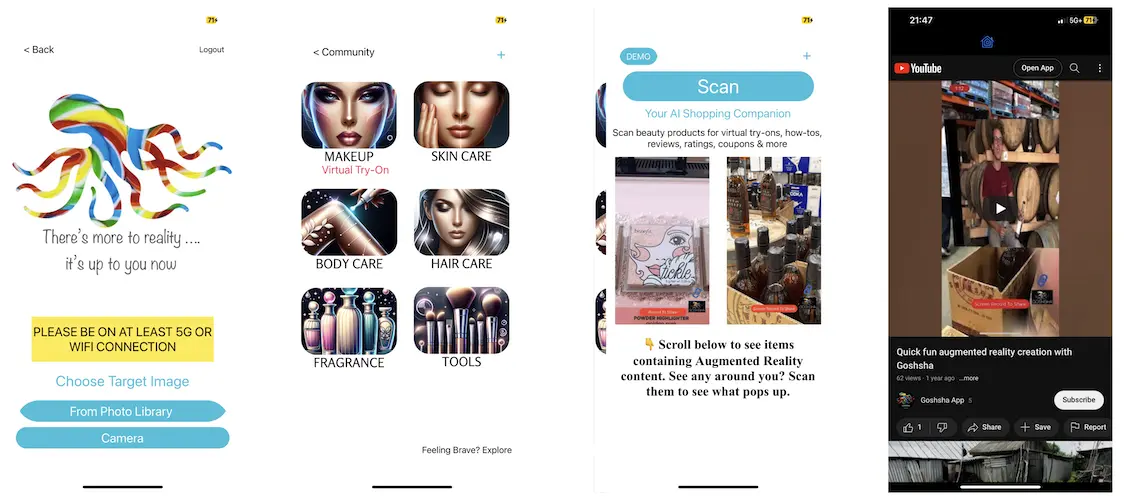 71
< Back
Logout
There's more to reality ....
it's up to you now
PLEASE BE ON AT LEAST 5G OR
WIFI CONNECTION
Choose Target Image
From Photo Library
Camera
71
< Community
+
MAKEUP
Virtual Try-On
SKIN CARE
BODY CARE
HAIR CARE
FRAGRANCE
TOOLS
Feeling Brave? Explore
71
DEMO
+
Scan
Your AI Shopping Companion
Scan beauty products for virtual try-ons, how-tos,
reviews, ratings, coupons & more
tickle
POWDER HIGHLIGHTER
👇 Scroll below to see items
containing Augmented Reality
content. See any around you? Scan
them to see what pops up.
21:47
5G+ 71
YouTube
Open App
Screen Record To Share
Quick fun augmented reality creation with
Goshsha
62 views · 1 year ago ...more
Goshsha App 5
Subscribe
1
Share
Save
Report